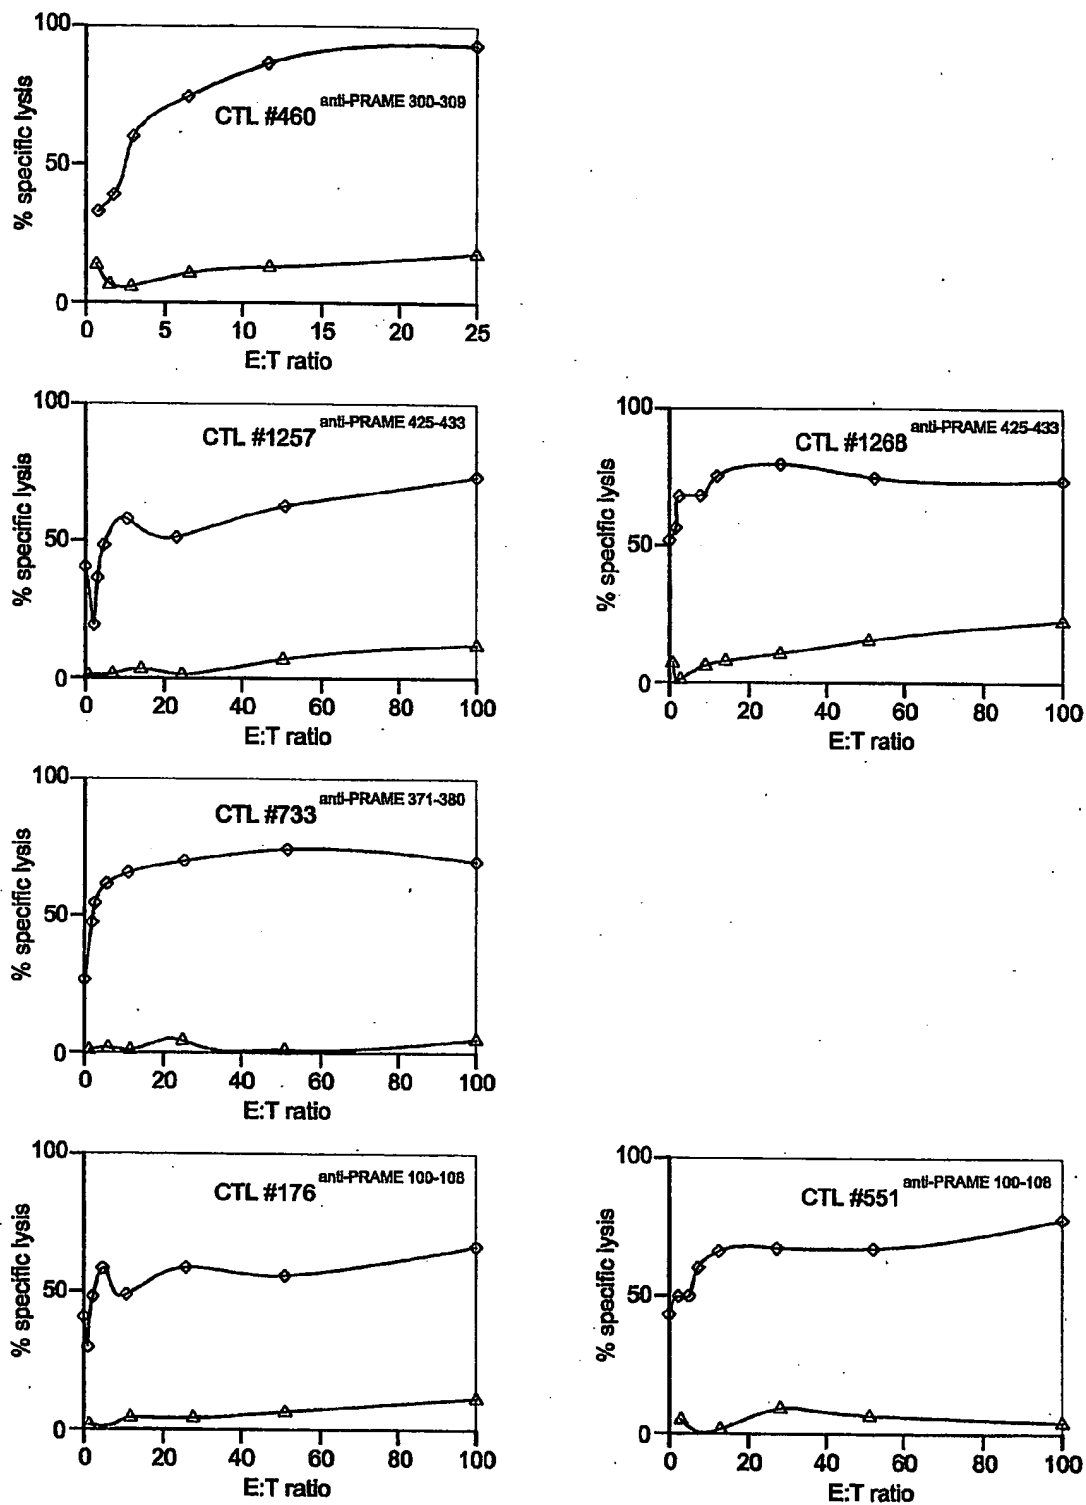 100
50
0
% specific lysis
CTL #460 anti-PRAME 300-309
0 5 10 15 20 25
E:T ratio
100
50
0
% specific lysis
CTL #1257 anti-PRAME 425-433
0 20 40 60 80 100
E:T ratio
100
50
0
% specific lysis
CTL #1268 anti-PRAME 425-433
0 20 40 60 80 100
E:T ratio
100
50
0
% specific lysis
CTL #733 anti-PRAME 371-380
0 20 40 60 80 100
E:T ratio
100
50
0
% specific lysis
CTL #176 anti-PRAME 100-108
0 20 40 60 80 100
E:T ratio
100
50
0
% specific lysis
CTL #551 anti-PRAME 100-108
0 20 40 60 80 100
E:T ratio